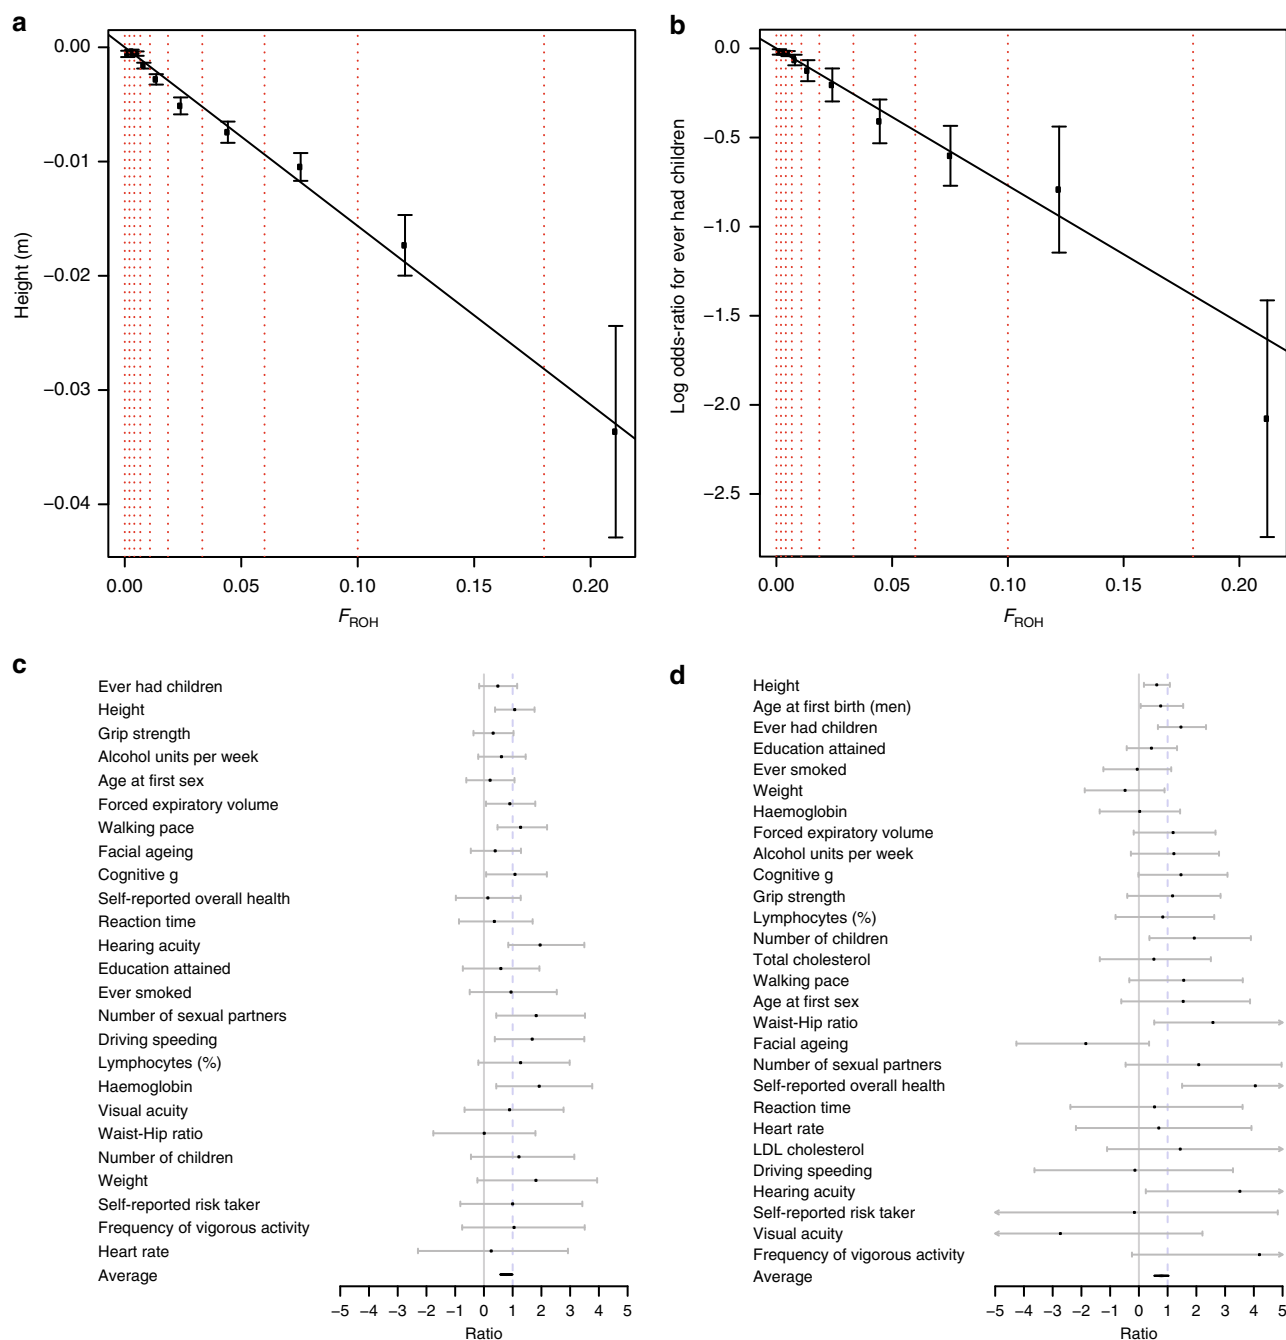 a
0.00
−0.01
−0.02
−0.03
−0.04
Height (m)
0.00 0.05 0.10 0.15 0.20
FROH
b
0.0
−0.5
−1.0
−1.5
−2.0
−2.5
Log odds-ratio for ever had children
0.00 0.05 0.10 0.15 0.20
FROH
c
Ever had children
Height
Grip strength
Alcohol units per week
Age at first sex
Forced expiratory volume
Walking pace
Facial ageing
Cognitive g
Self-reported overall health
Reaction time
Hearing acuity
Education attained
Ever smoked
Number of sexual partners
Driving speeding
Lymphocytes (%)
Haemoglobin
Visual acuity
Waist-Hip ratio
Number of children
Weight
Self-reported risk taker
Frequency of vigorous activity
Heart rate
Average
−5 −4 −3 −2 −1 0 1 2 3 4 5
Ratio
d
Height
Age at first birth (men)
Ever had children
Education attained
Ever smoked
Weight
Haemoglobin
Forced expiratory volume
Alcohol units per week
Cognitive g
Grip strength
Lymphocytes (%)
Number of children
Total cholesterol
Walking pace
Age at first sex
Waist-Hip ratio
Facial ageing
Number of sexual partners
Self-reported overall health
Reaction time
Heart rate
LDL cholesterol
Driving speeding
Hearing acuity
Self-reported risk taker
Visual acuity
Frequency of vigorous activity
Average
−5 −4 −3 −2 −1 0 1 2 3 4 5
Ratio